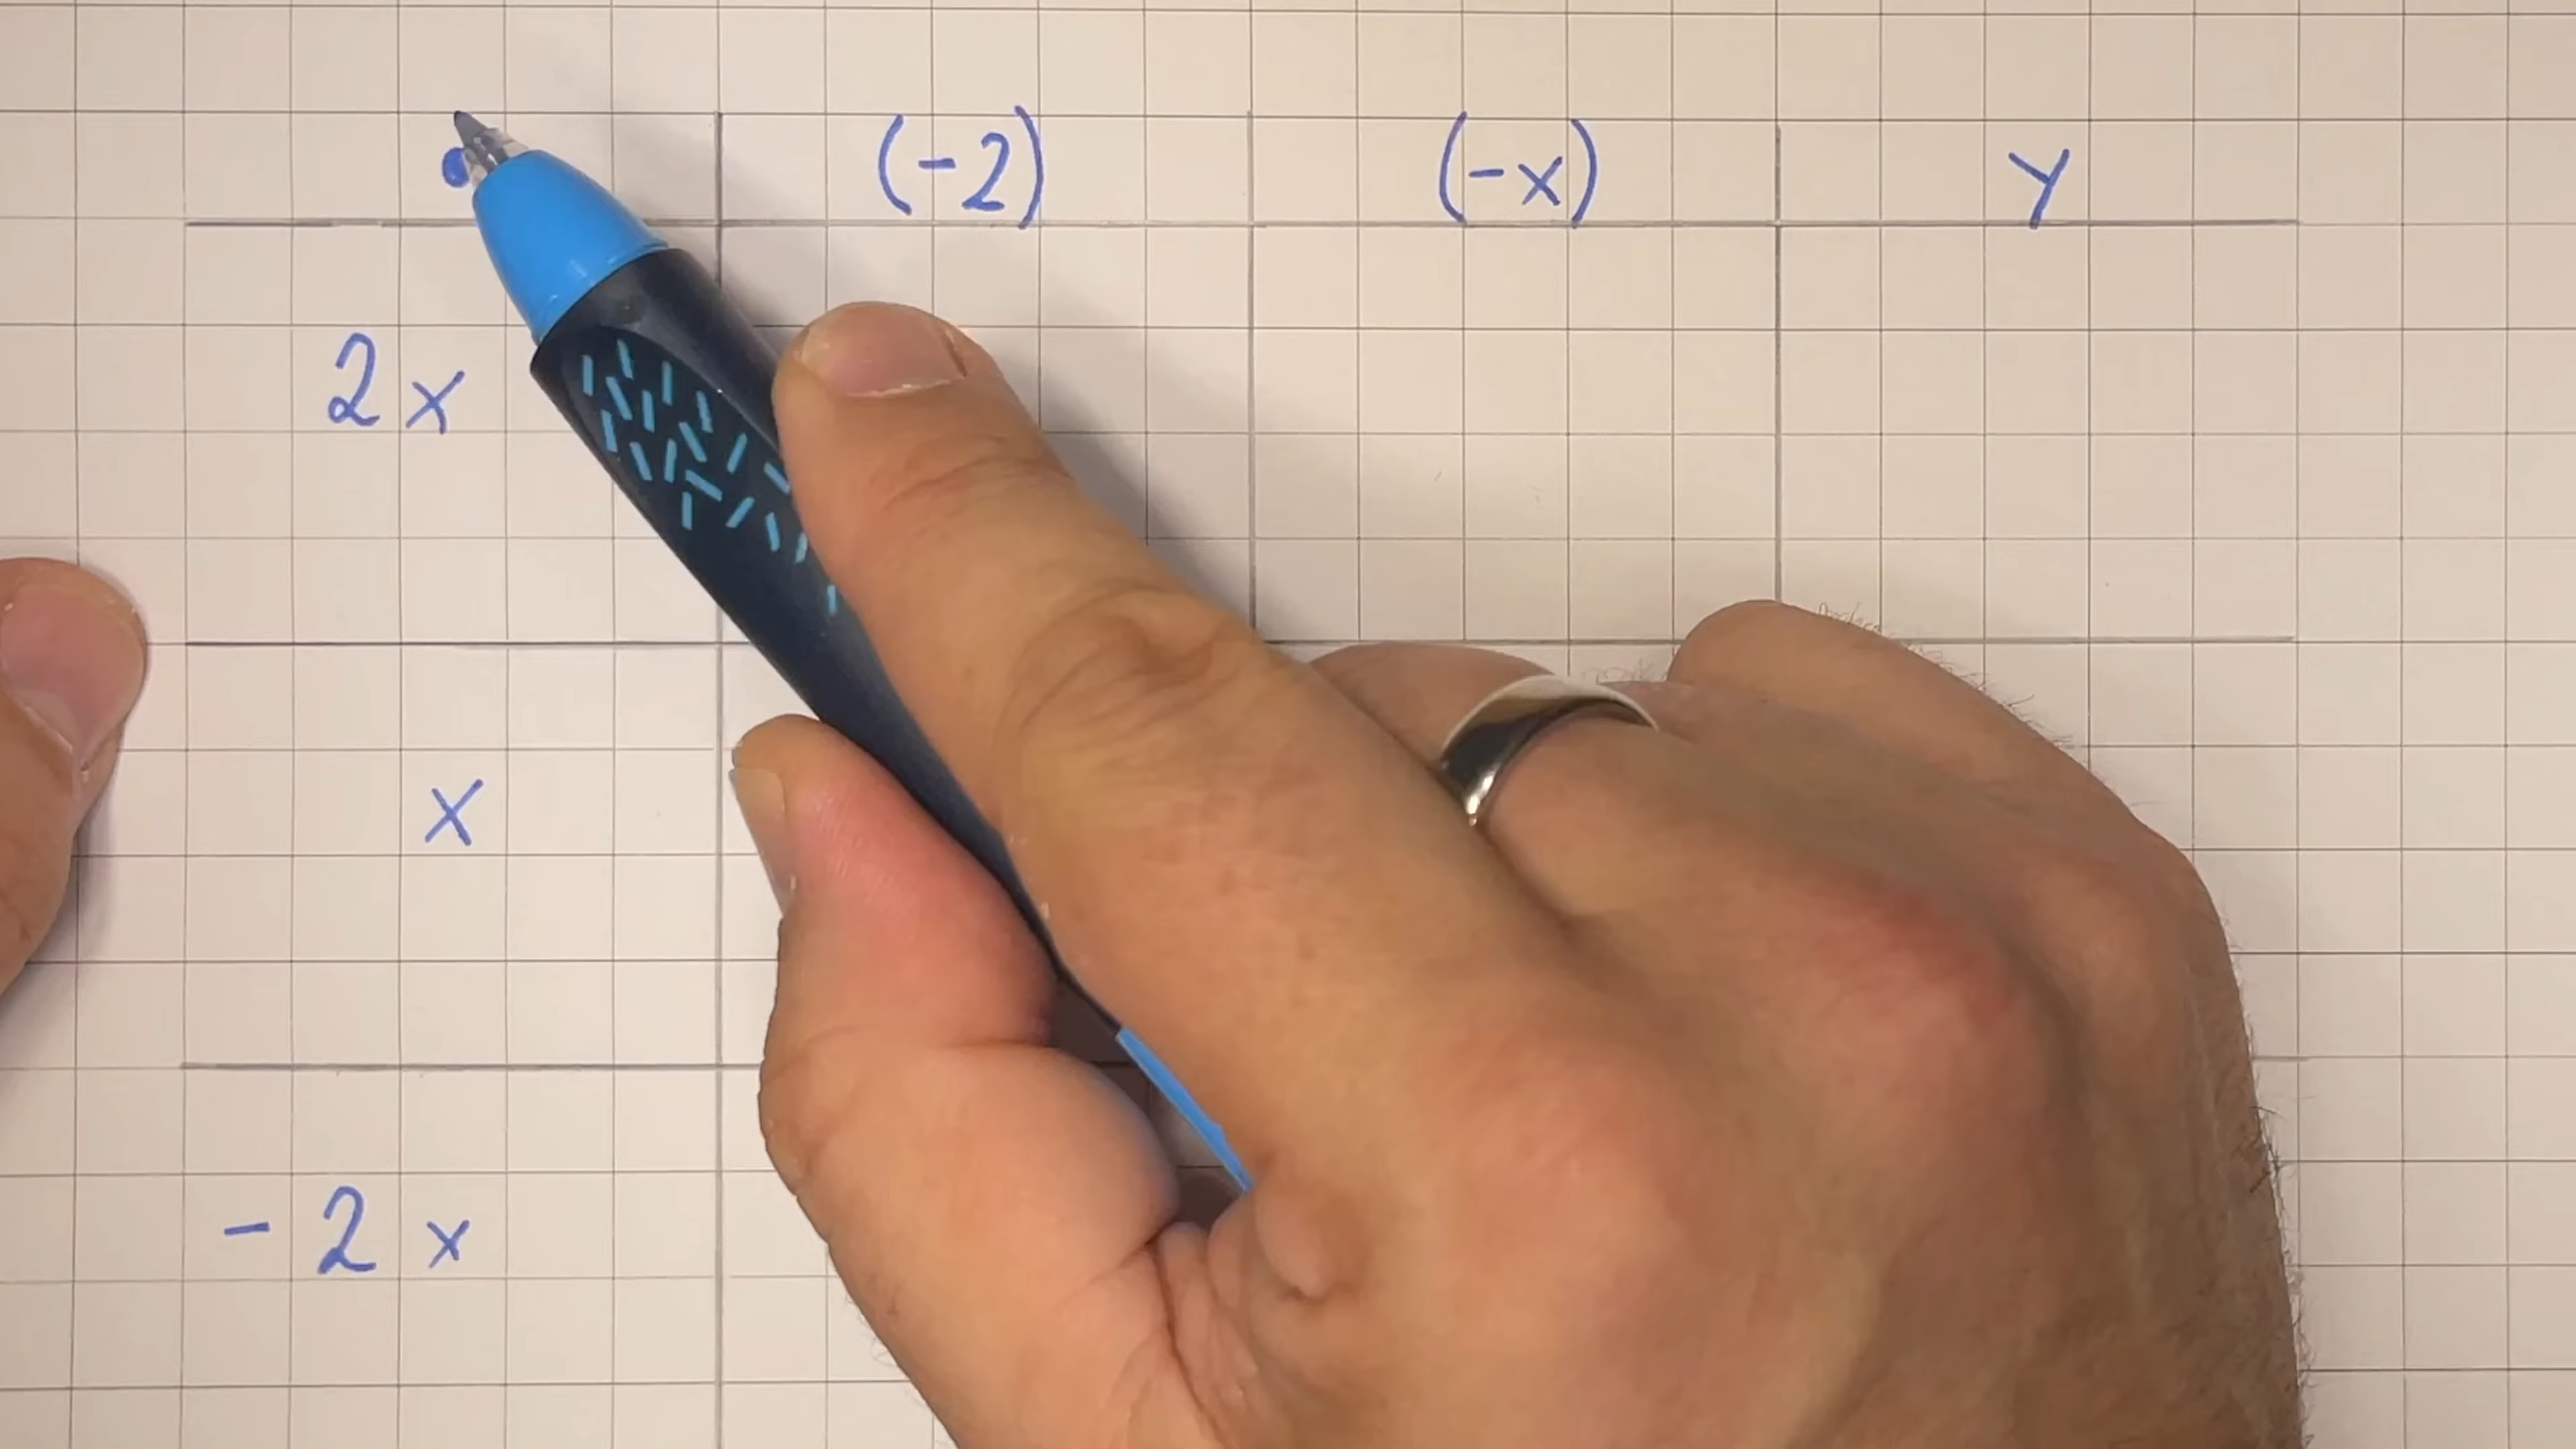 • (-2) (-x) y
2x
x
-2x